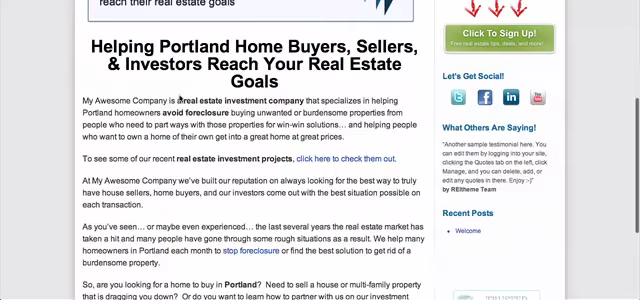 reach their real estate goals
Helping Portland Home Buyers, Sellers,
& Investors Reach Your Real Estate
Goals
My Awesome Company is a real estate investment company that specializes in helping
Portland homeowners avoid foreclosure buying unwanted or burdensome properties from
people who need to part ways with those properties for win-win solutions… and helping people
who want to own a home of their own get into a great home at great prices.
To see some of our recent real estate investment projects, click here to check them out.
At My Awesome Company we've built our reputation on always looking for the best way to truly
have house sellers, home buyers, and our investors come out with the best situation possible on
each transaction.
As you've seen… or maybe even experienced… the last several years the real estate market has
taken a hit and many people have gone through some rough situations as a result. We help many
homeowners in Portland each month to stop foreclosure or find the best solution to get rid of a
burdensome property.
So, are you looking for a home to buy in Portland? Need to sell a house or multi-family property
that is dragging you down? Or do you want to learn how to partner with us on our investment
Click To Sign Up!
Free real estate tips, deals, and more!
Let's Get Social!
What Others Are Saying!
"Another sample testimonial here. You
can edit them by logging into your site,
clicking the Quotes tab on the left, click
Manage, and you can delete, add, or
edit any quotes in there. Enjoy :-)"
by REItheme Team
Recent Posts
Welcome